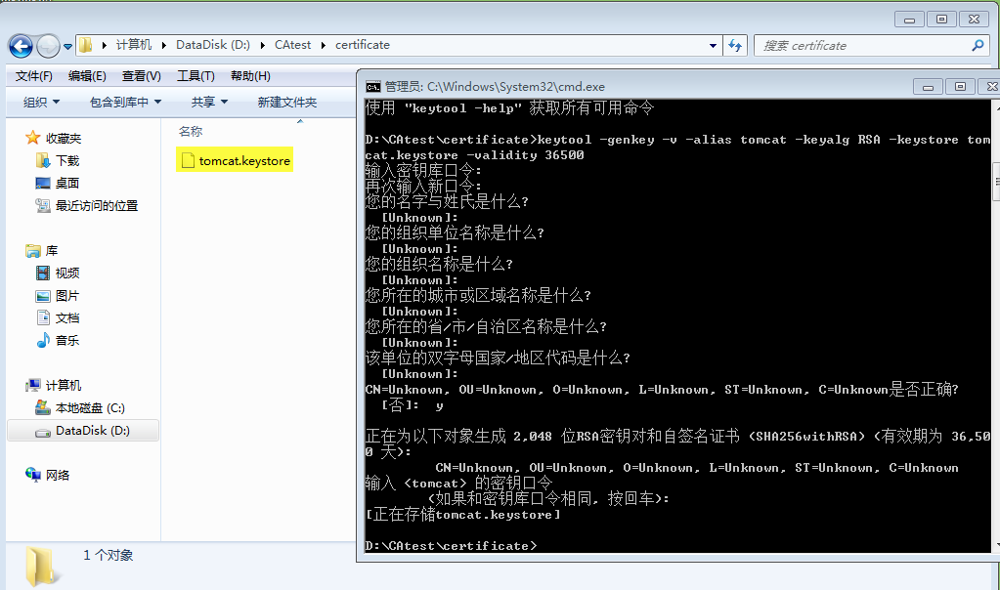 计算机 DataDisk (D:) CAtest certificate
搜索 certificate
文件(F) 编辑(E) 查看(V) 工具(T) 帮助(H)
组织 包含到库中 共享 新建文件夹
收藏夹
下载
桌面
最近访问的位置
库
视频
图片
文档
音乐
计算机
本地磁盘 (C:)
DataDisk (D:)
网络
名称
tomcat.keystore
1 个对象
管理员: C:\Windows\System32\cmd.exe
使用 "keytool -help" 获取所有可用命令
D:\CAtest\certificate>keytool -genkey -v -alias tomcat -keyalg RSA -keystore tom
cat.keystore -validity 36500
输入密钥库口令:
再次输入新口令:
您的名字与姓氏是什么?
[Unknown]:
您的组织单位名称是什么?
[Unknown]:
您的组织名称是什么?
[Unknown]:
您所在的城市或区域名称是什么?
[Unknown]:
您所在的省/市/自治区名称是什么?
[Unknown]:
该单位的双字母国家/地区代码是什么?
[Unknown]:
CN=Unknown, OU=Unknown, O=Unknown, L=Unknown, ST=Unknown, C=Unknown是否正确?
[否]: y
正在为以下对象生成 2,048 位RSA密钥对和自签名证书 (SHA256withRSA) (有效期为 36,50
0 天):
CN=Unknown, OU=Unknown, O=Unknown, L=Unknown, ST=Unknown, C=Unknown
输入 <tomcat> 的密钥口令
(如果和密钥库口令相同, 按回车):
[正在存储tomcat.keystore]
D:\CAtest\certificate>